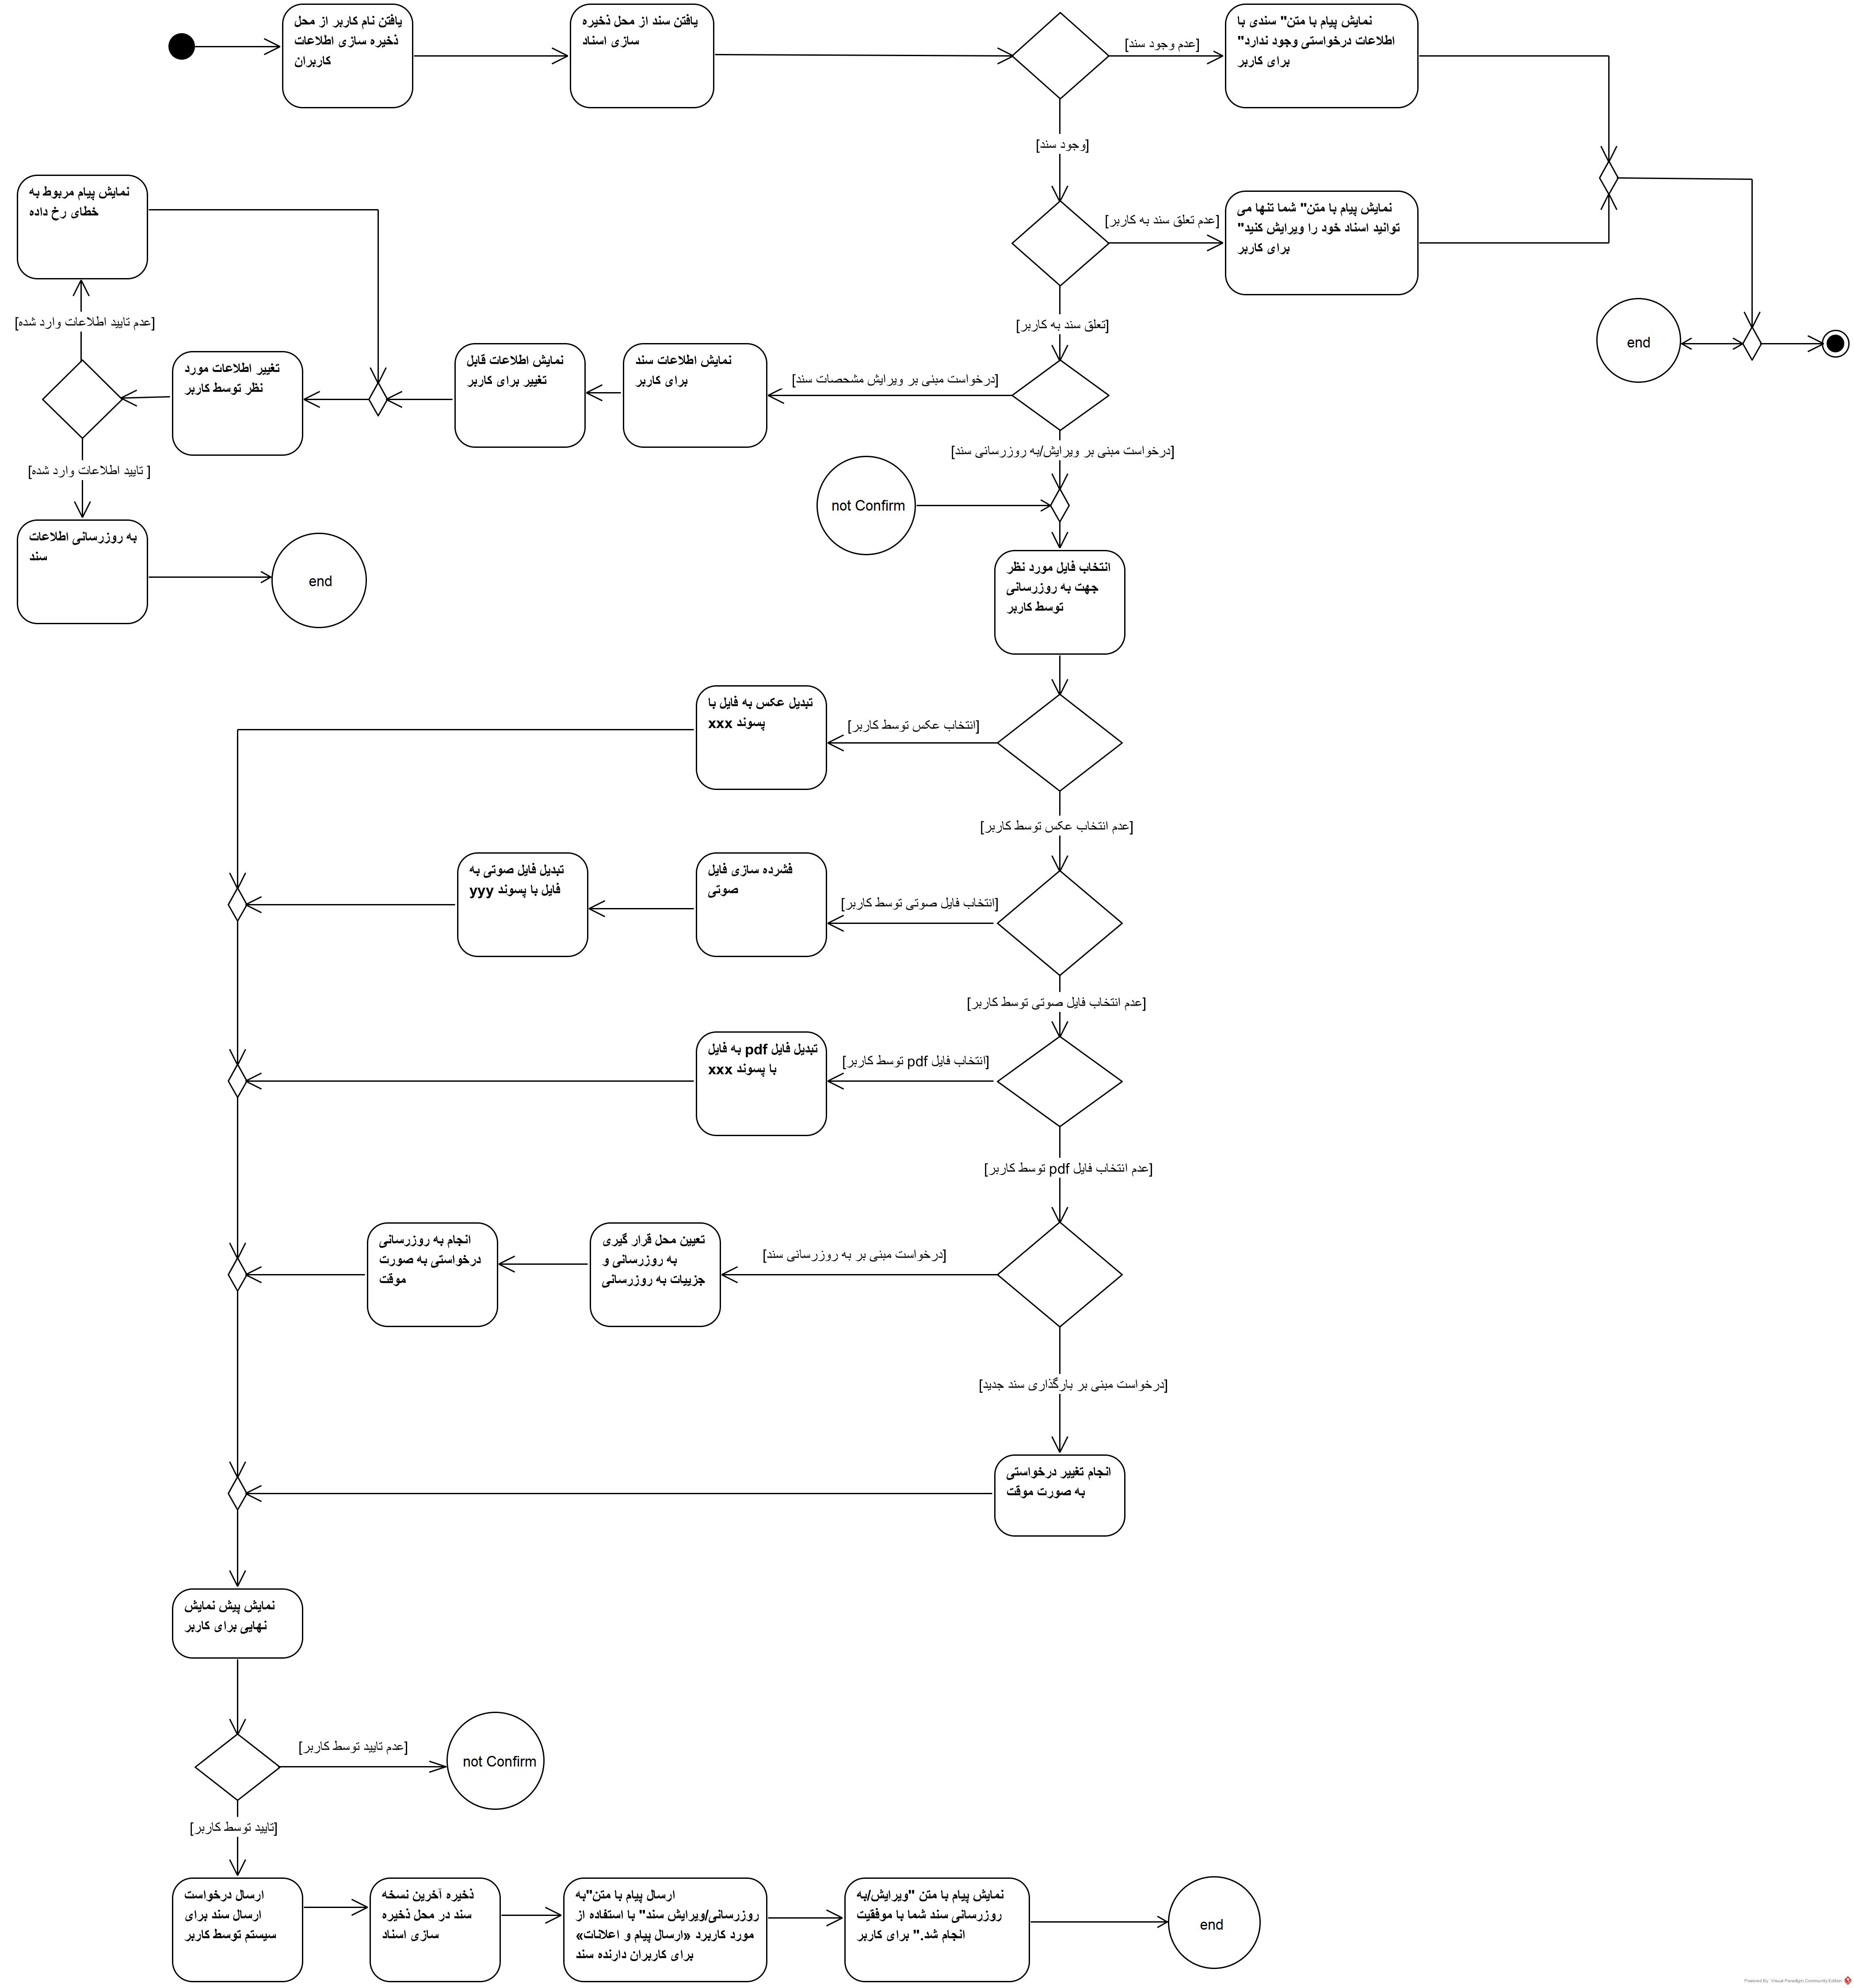 یافتن نام کاربر از محل
ذخیره سازی اطلاعات
کاربران
یافتن سند از محل ذخیره
سازی اسناد
[عدم وجود سند]
نمایش پیام با متن" سندی با
اطلاعات درخواستی وجود ندارد"
برای کاربر
[وجود سند]
نمایش پیام مربوط به
خطای رخ داده
[عدم تعلق سند به کاربر]
نمایش پیام با متن" شما تنها می
توانید اسناد خود را ویرایش کنید"
برای کاربر
[عدم تایید اطلاعات وارد شده]
[تعلق سند به کاربر]
end
تغییر اطلاعات مورد
نظر توسط کاربر
نمایش اطلاعات قابل
تغییر برای کاربر
نمایش اطلاعات سند
برای کاربر
[درخواست مبنی بر ویرایش مشخصات سند]
[درخواست مبنی بر ویرایش/به روزرسانی سند]
[تایید اطلاعات وارد شده ]
not Confirm
به روزرسانی اطلاعات
سند
end
انتخاب فایل مورد نظر
جهت به روزرسانی
توسط کاربر
تبدیل عکس به فایل با
پسوند xxx
[انتخاب عکس توسط کاربر]
[عدم انتخاب عکس توسط کاربر]
تبدیل فایل صوتی به
فایل با پسوند yyy
فشرده سازی فایل
صوتی
[انتخاب فایل صوتی توسط کاربر]
[عدم انتخاب فایل صوتی توسط کاربر]
تبدیل فایل pdf به فایل
با پسوند xxx
[انتخاب فایل pdf توسط کاربر]
[عدم انتخاب فایل pdf توسط کاربر]
انجام به روزرسانی
درخواستی به صورت
موقت
تعیین محل قرار گیری
به روزرسانی و
جزییات به روزرسانی
[درخواست مبنی بر به روزرسانی سند]
[درخواست مبنی بر بارگذاری سند جدید]
انجام تغییر درخواستی
به صورت موقت
نمایش پیش نمایش
نهایی برای کاربر
[عدم تایید توسط کاربر]
not Confirm
[تایید توسط کاربر]
ارسال درخواست
ارسال سند برای
سیستم توسط کاربر
ذخیره آخرین نسخه
سند در محل ذخیره
سازی اسناد
ارسال پیام با متن"به
روزرسانی/ویرایش سند" با استفاده از
مورد کاربرد «ارسال پیام و اعلانات»
برای کاربران دارنده سند
نمایش پیام با متن "ویرایش/به
روزرسانی سند شما با موفقیت
انجام شد." برای کاربر
end
Powered By Visual Paradigm Community Edition